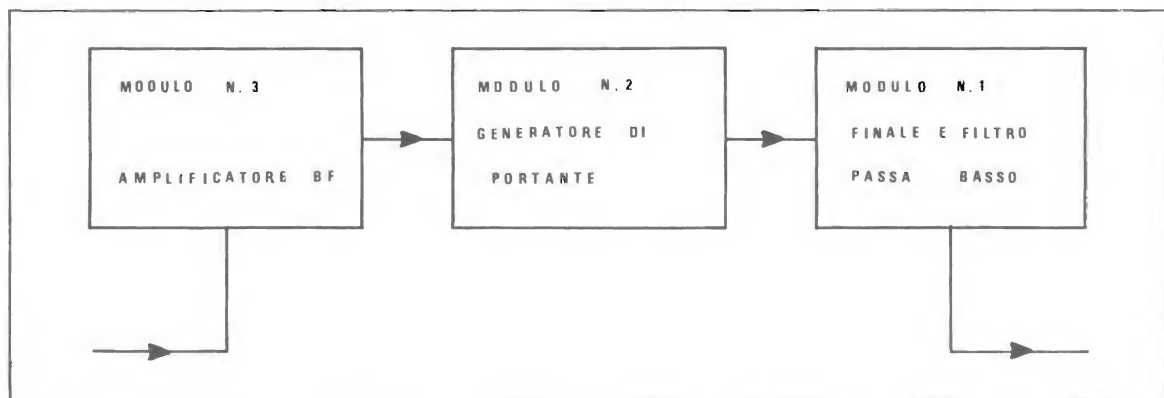 MODULO N.3
AMPLIFICATORE BF
MODULO N.2
GENERATORE DI
PORTANTE
MODULO N.1
FINALE E FILTRO
PASSA BASSO